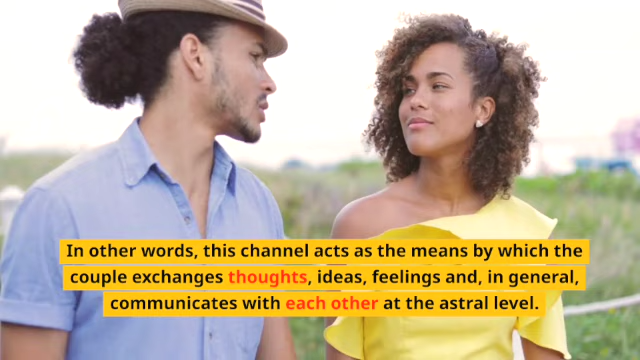 In other words, this channel acts as the means by which the
couple exchanges thoughts, ideas, feelings and, in general,
communicates with each other at the astral level.